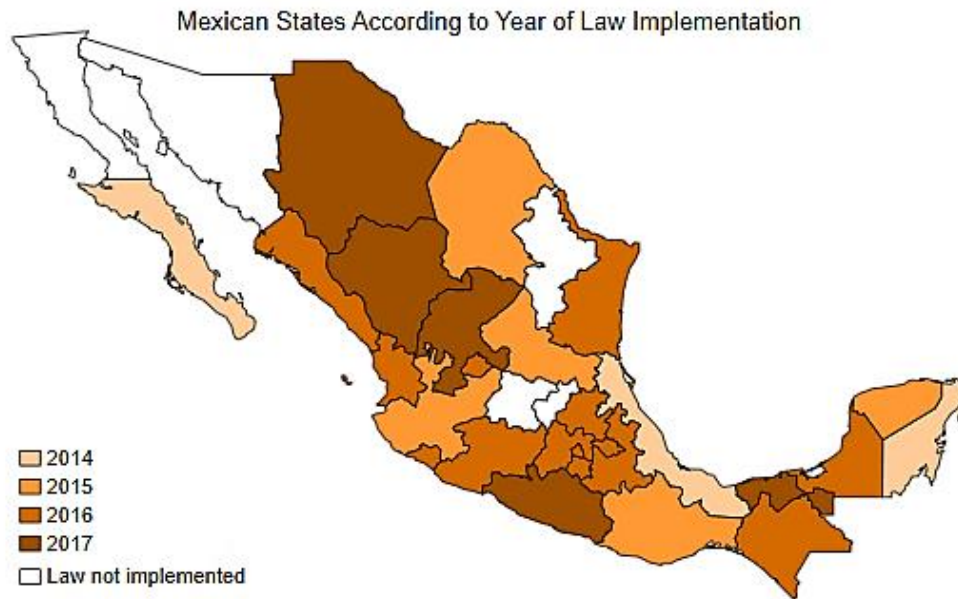 Mexican States According to Year of Law Implementation
2014
2015
2016
2017
Law not implemented